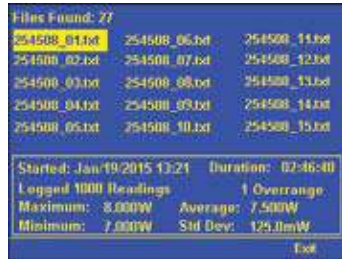 Files Found: 27
254508_01.txt 254508_06.txt 254508_11.txt
254508_02.txt 254508_07.txt 254508_12.txt
254508_03.txt 254508_08.txt 254508_13.txt
254508_04.txt 254508_09.txt 254508_14.txt
254508_05.txt 254508_10.txt 254508_15.txt
Started: Jan/19/2015 13:21 Duration: 02:46:40
Logged 1000 Readings 1 Overrange
Maximum: 8.000W Average: 7.500W
Minimum: 7.000W Std Dev: 125.0mW
Exit